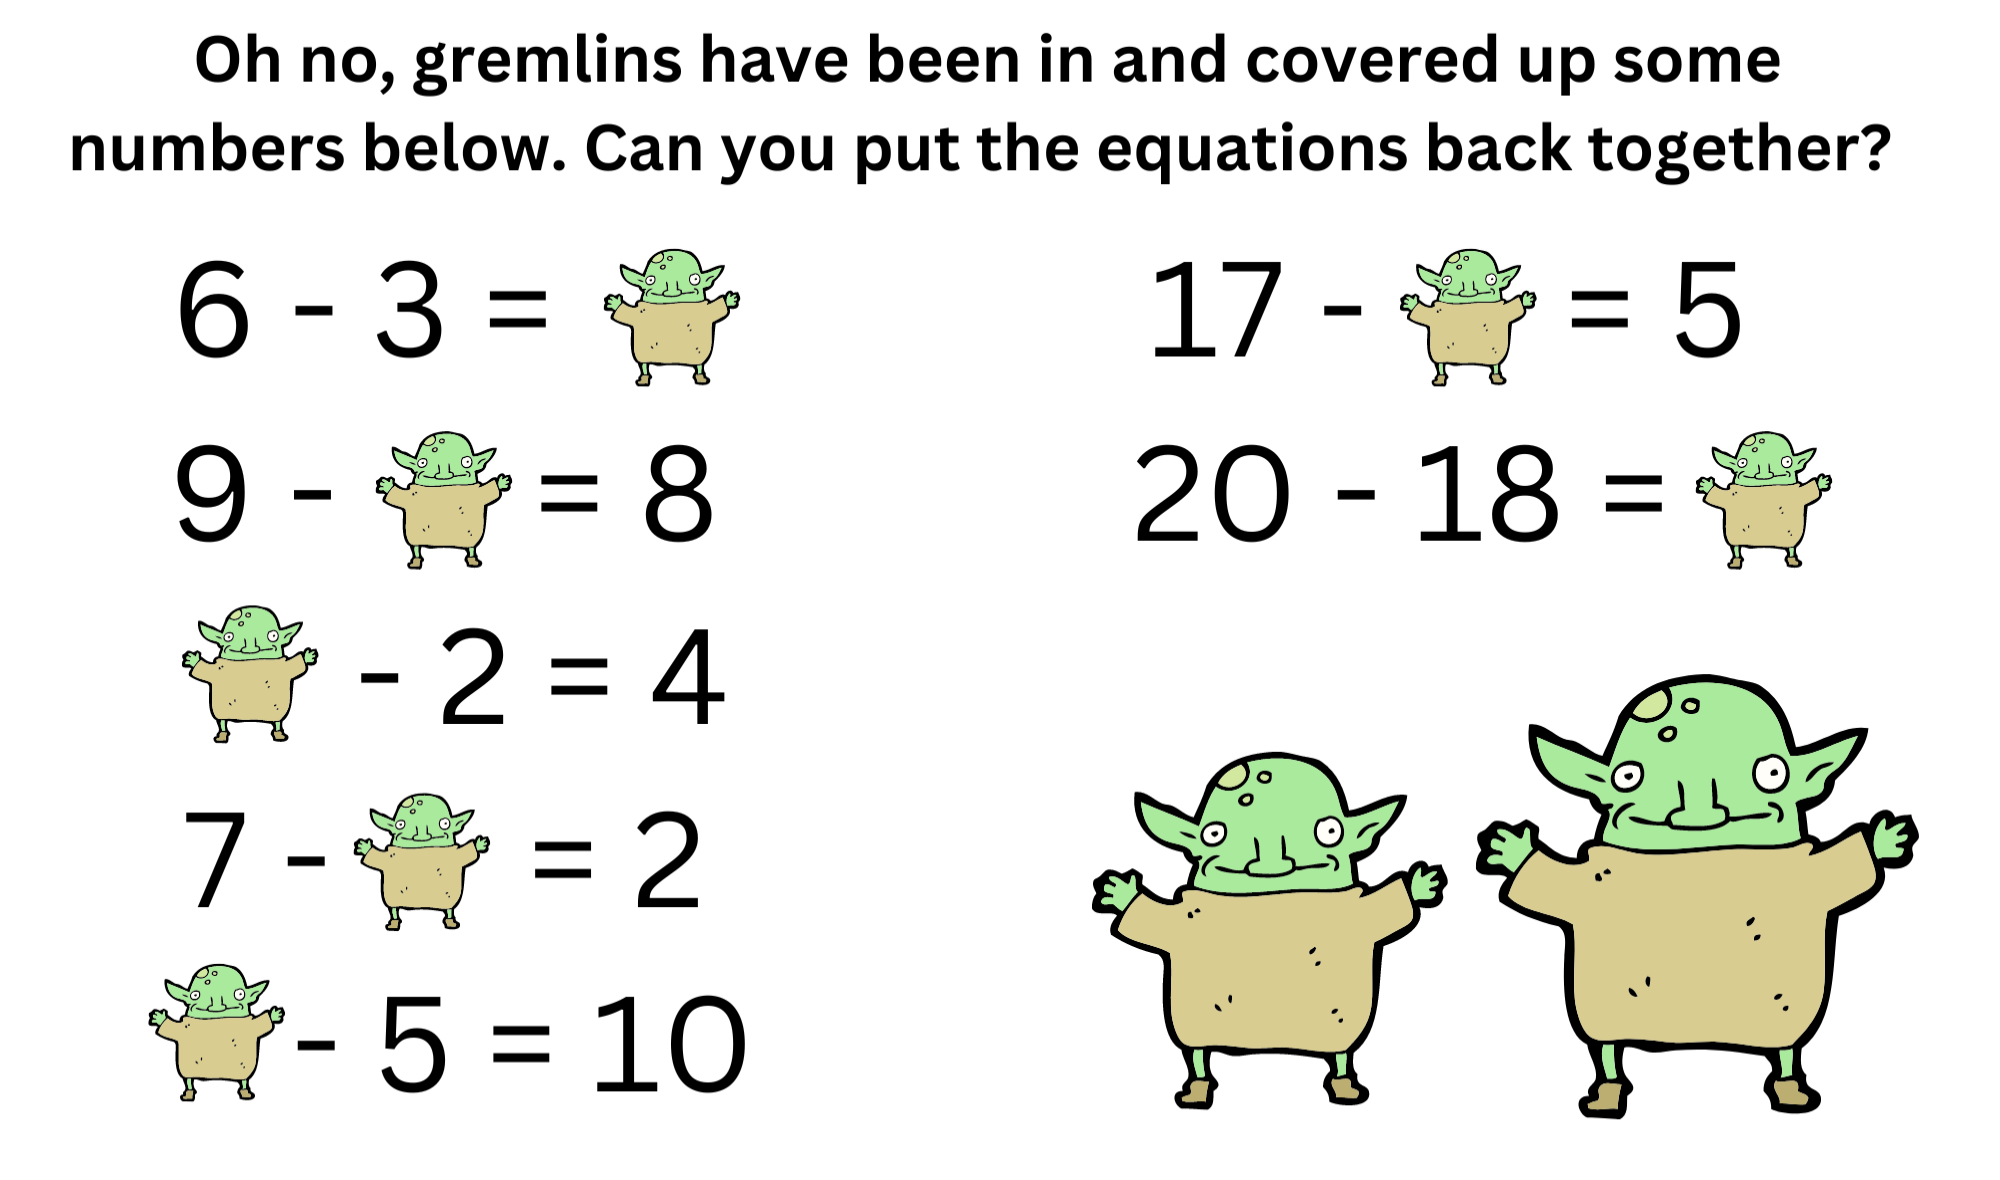 Oh no, gremlins have been in and covered up some
numbers below. Can you put the equations back together?
6 - 3 =
9 - = 8
- 2 = 4
7 - = 2
- 5 = 10
17 - = 5
20 - 18 =